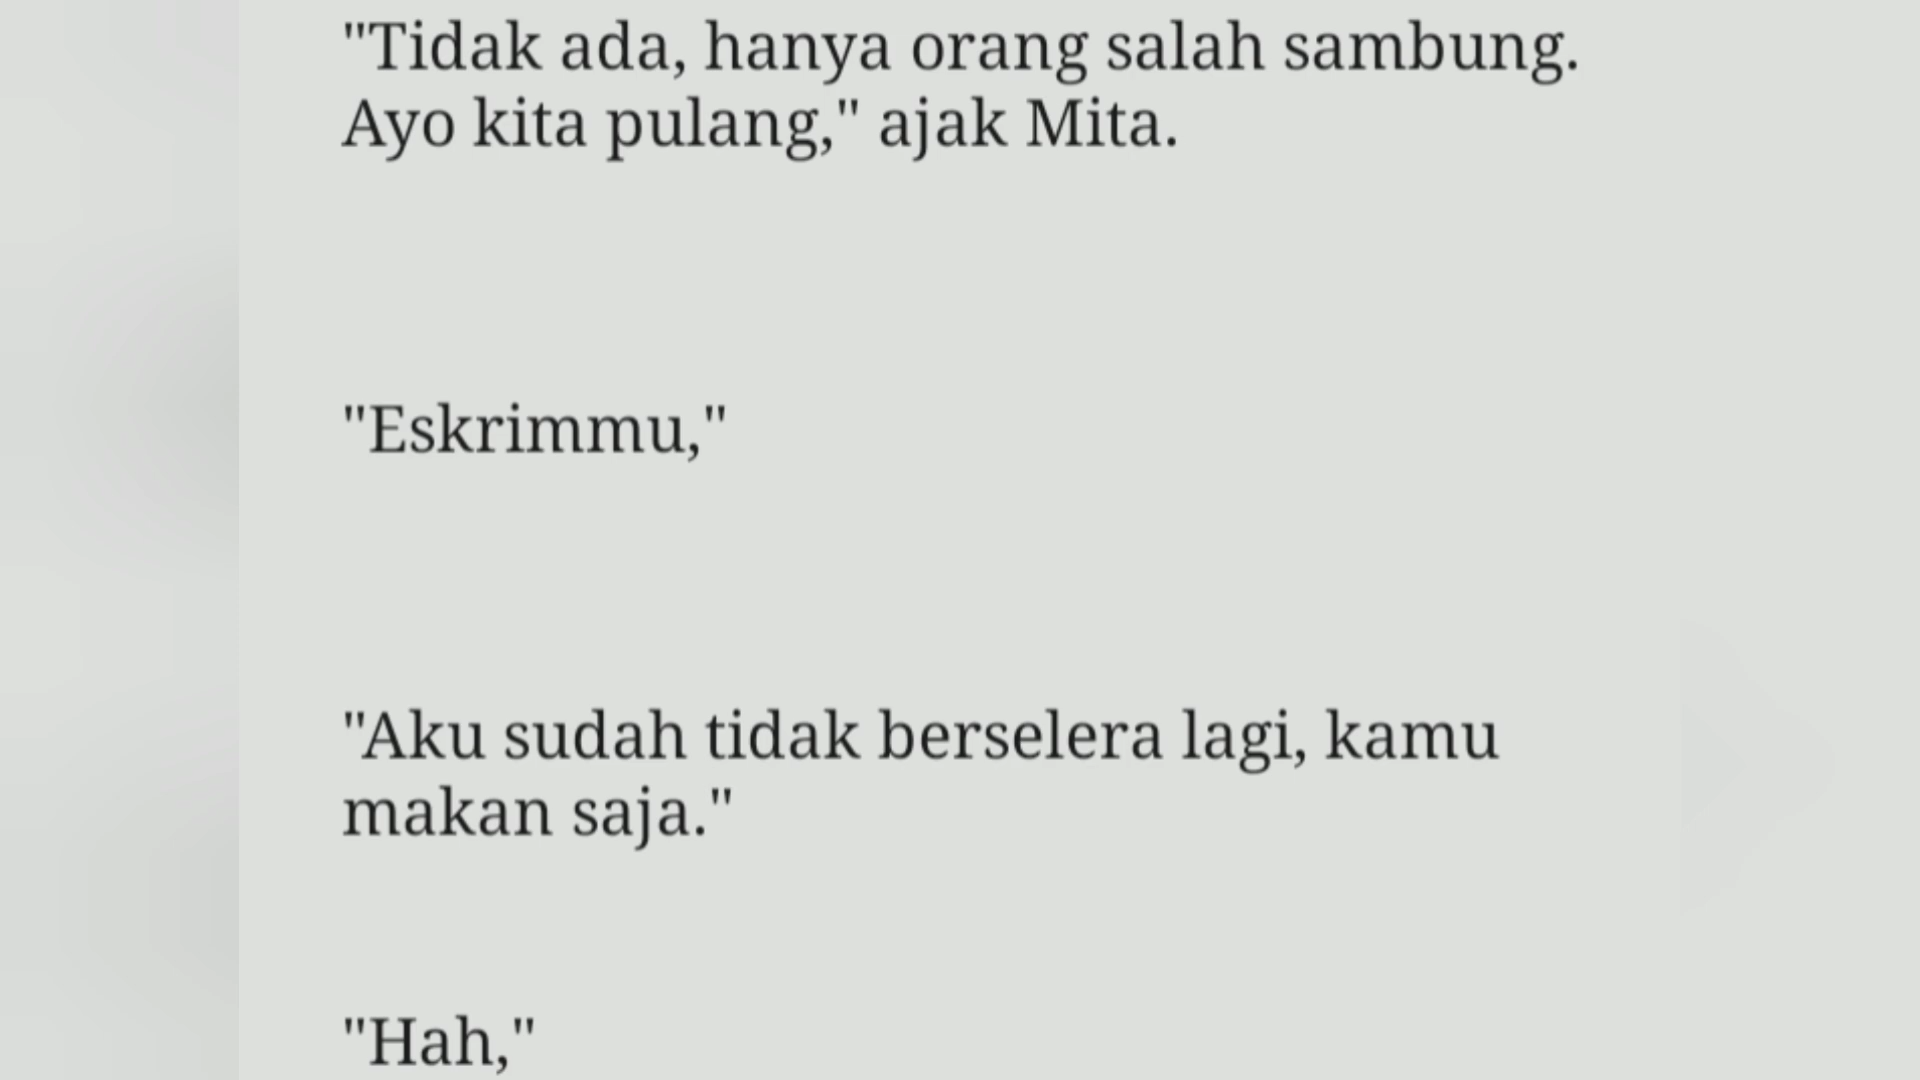 "Tidak ada, hanya orang salah sambung.
Ayo kita pulang," ajak Mita.
"Eskrimmu,"
"Aku sudah tidak berselera lagi, kamu
makan saja."
"Hah,"